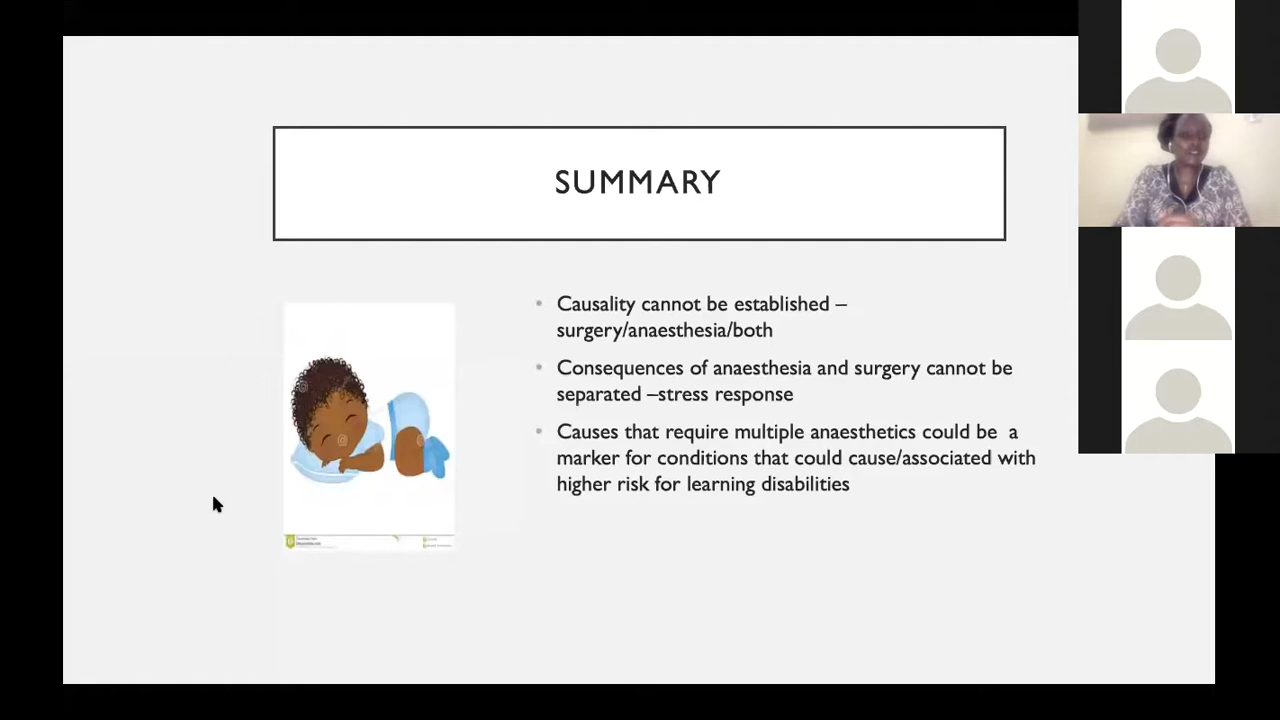 SUMMARY
Causality cannot be established –
surgery/anaesthesia/both
Consequences of anaesthesia and surgery cannot be
separated –stress response
Causes that require multiple anaesthetics could be  a
marker for conditions that could cause/associated with
higher risk for learning disabilities